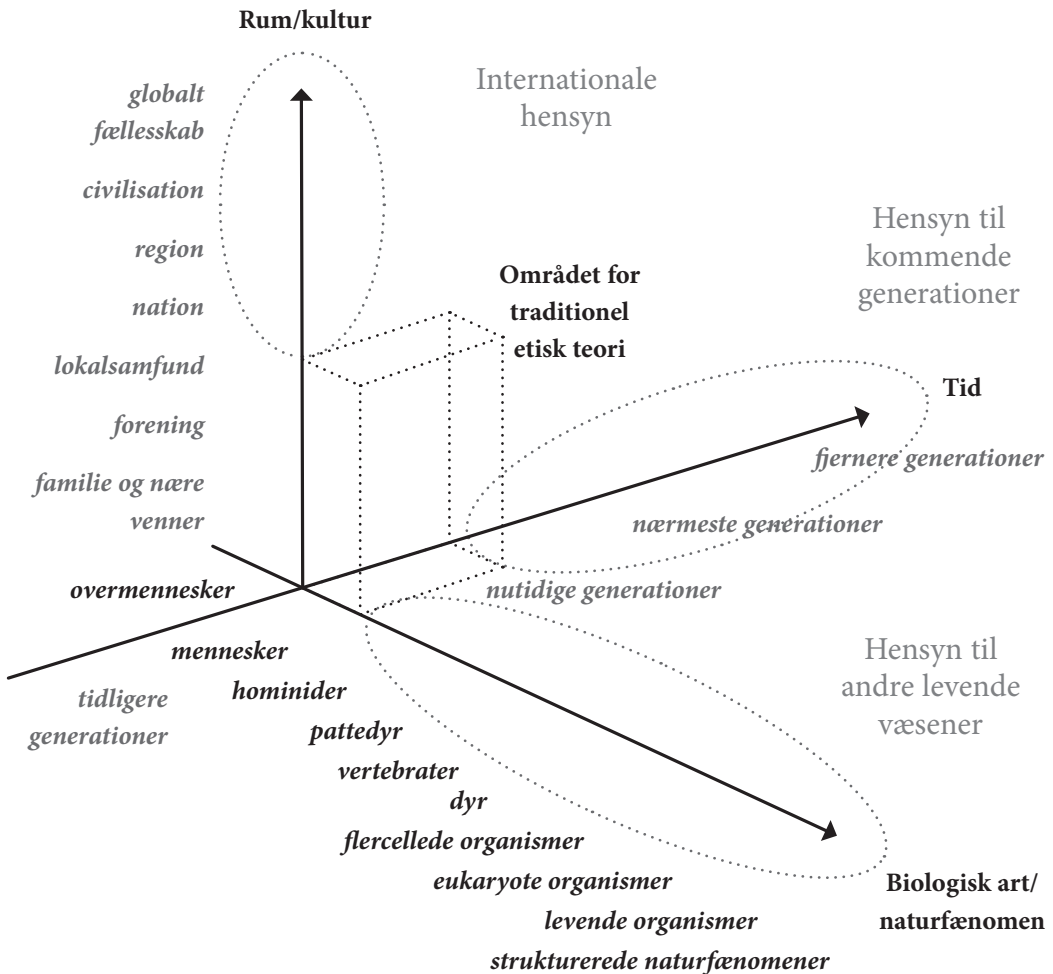 Rum/kultur
globalt
fællesskab
civilisation
region
nation
lokalsamfund
forening
familie og nære
venner
Internationale
hensyn
Hensyn til
kommende
generationer
Området for
traditionel
etisk teori
Tid
fjernere generationer
nærmeste generationer
nutidige generationer
overmennesker
mennesker
hominider
pattedyr
vertebrater
dyr
flercellede organismer
eukaryote organismer
levende organismer
strukturerede naturfænomener
tidligere
generationer
Hensyn til
andre levende
væsener
Biologisk art/
naturfænomen